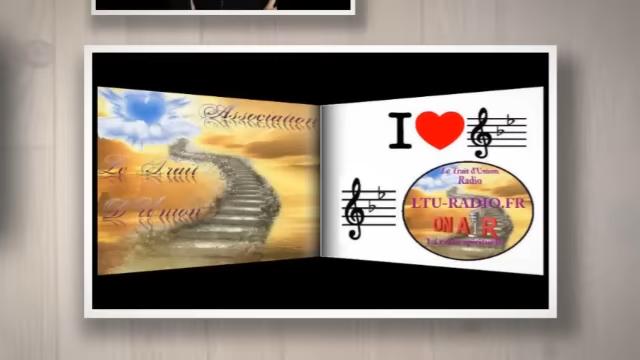 Association
Le Trait
D'Union
I
Le Trait d'Union
Radio
LTU-RADIO.FR
ON AIR